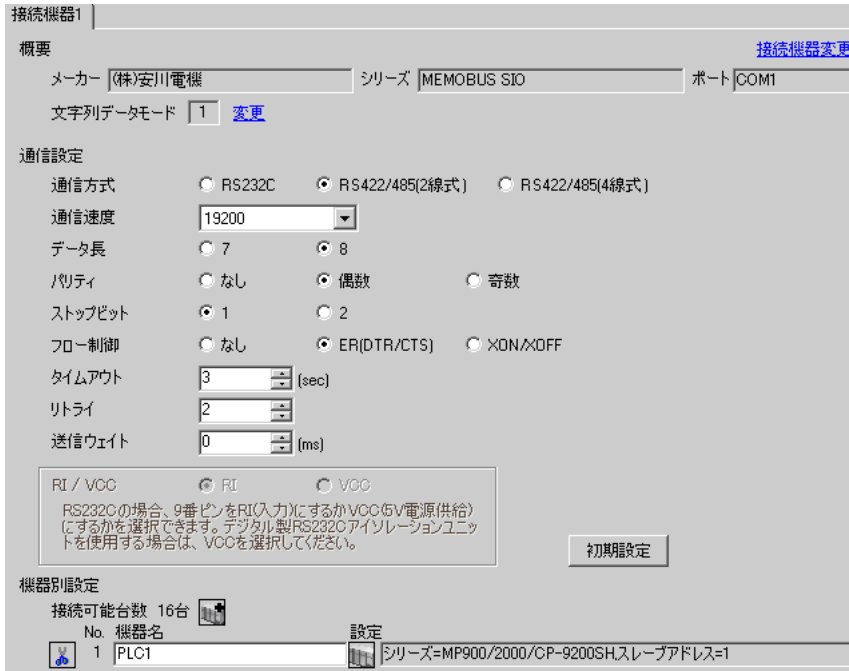 接続機器1
概要 接続機器変更
メーカー (株)安川電機 シリーズ MEMOBUS SIO ポート COM1
文字列データモード 1 変更
通信設定
通信方式 RS232C RS422/485(2線式) RS422/485(4線式)
通信速度 19200
データ長 7 8
パリティ なし 偶数 奇数
ストップビット 1 2
フロー制御 なし ER(DTR/CTS) XON/XOFF
タイムアウト 3 (sec)
リトライ 2
送信ウェイト 0 (ms)
RI / VCC RI VCC
RS232Cの場合、9番ピンをRI(入力)にするかVCC(5V電源供給)
にするかを選択できます。デジタル製RS232Cアイソレーションユニッ
トを使用する場合は、VCCを選択してください。
初期設定
機器別設定
接続可能台数 16台
No. 機器名 設定
1 PLC1 シリーズ=MP900/2000/CP-9200SH,スレーブアドレス=1